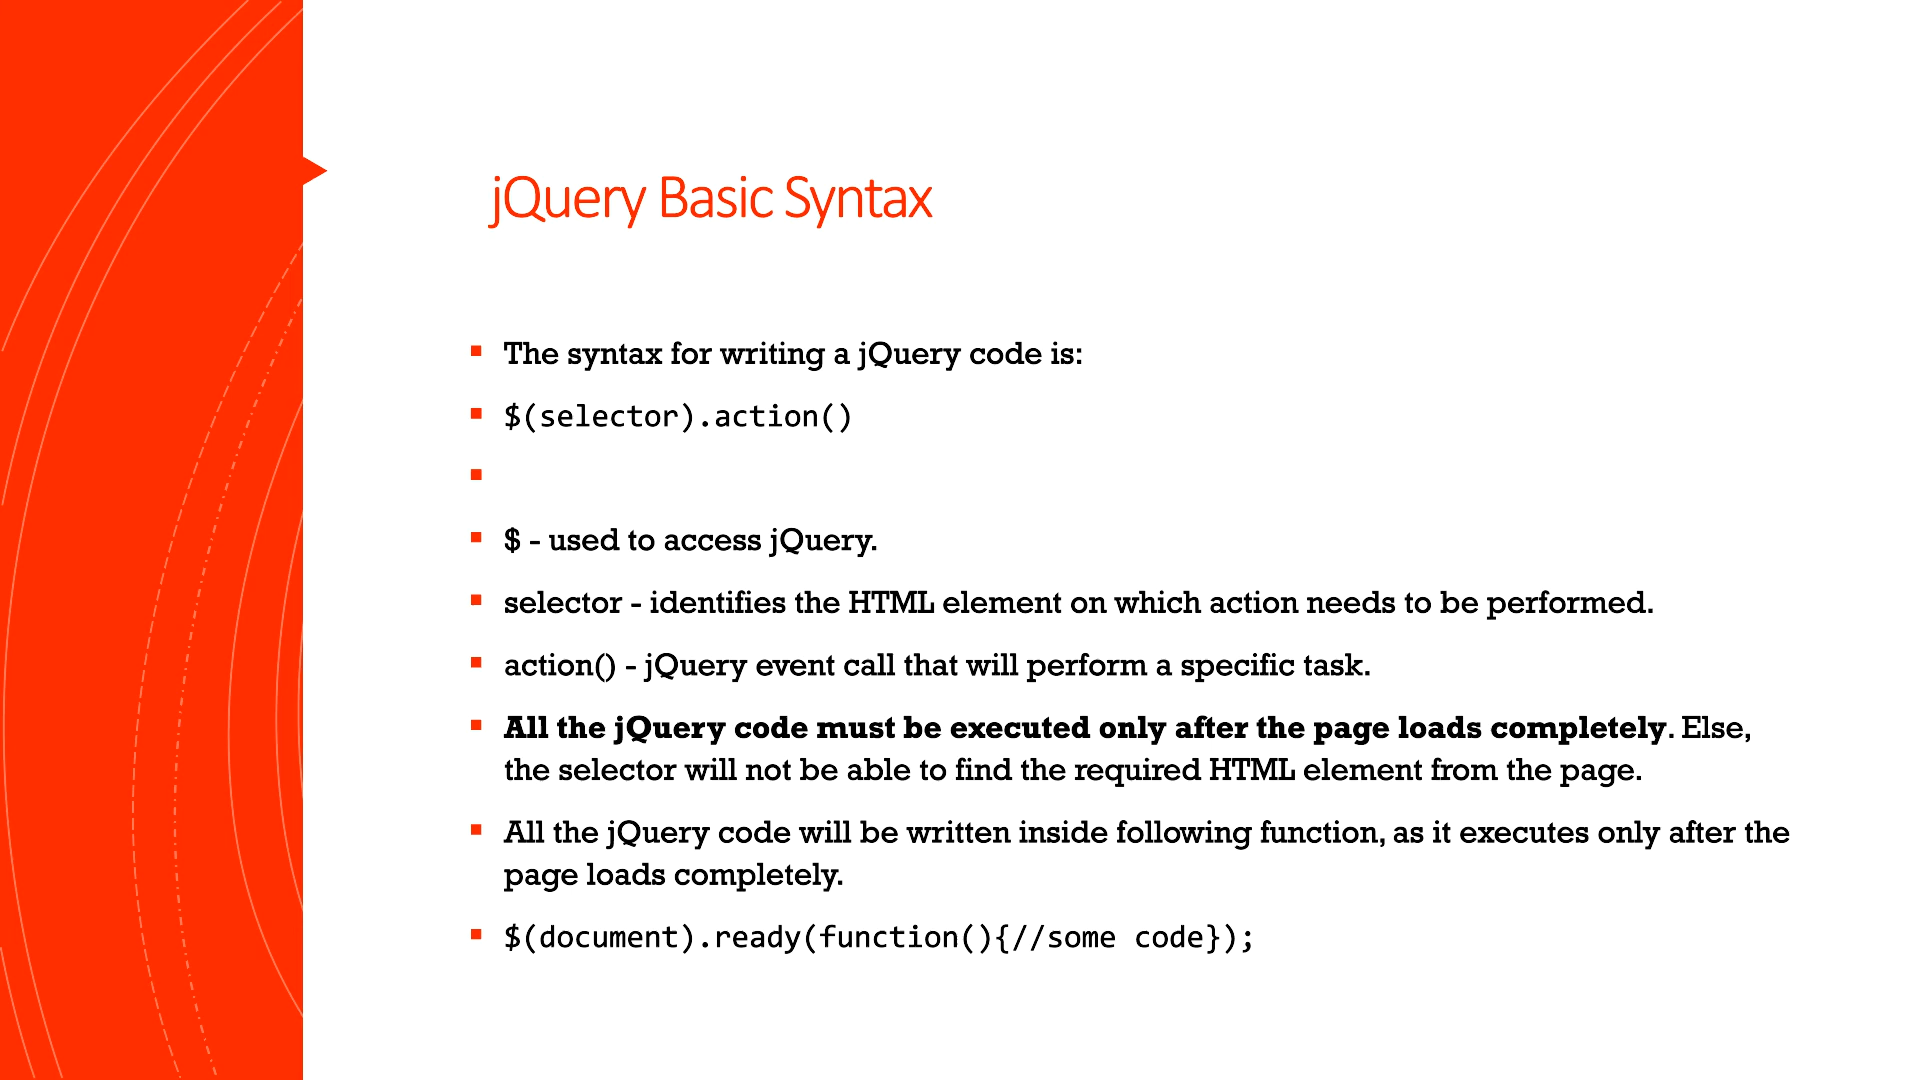 jQuery Basic Syntax
The syntax for writing a jQuery code is:
$(selector).action()
$ - used to access jQuery.
selector - identifies the HTML element on which action needs to be performed.
action() - jQuery event call that will perform a specific task.
All the jQuery code must be executed only after the page loads completely. Else,
the selector will not be able to find the required HTML element from the page.
All the jQuery code will be written inside following function, as it executes only after the
page loads completely.
$(document).ready(function(){//some code});